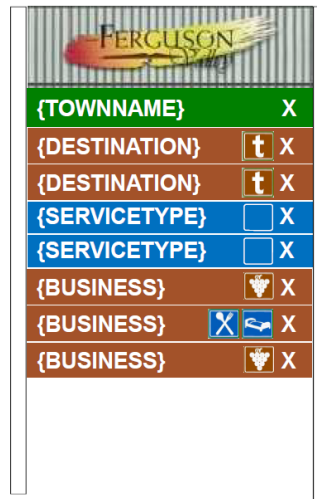 FERGUSON
Valley
{TOWNNAME} X
{DESTINATION} t X
{DESTINATION} t X
{SERVICETYPE} X
{SERVICETYPE} X
{BUSINESS} X
{BUSINESS} X
{BUSINESS} X